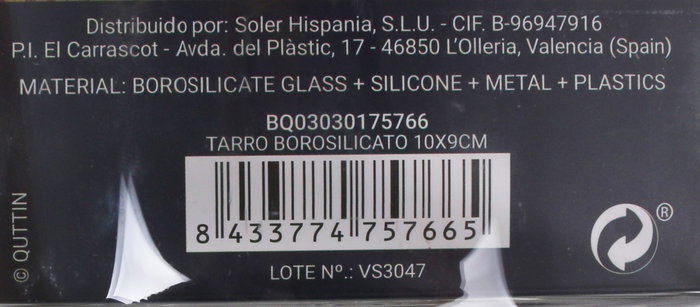 Distribuido por: Soler Hispania, S.L.U. - CIF. B-96947916
P.I. El Carrascot - Avda. del Plàstic, 17 - 46850 L'Olleria, Valencia (Spain)
MATERIAL: BOROSILICATE GLASS + SILICONE + METAL + PLASTICS
BQ03030175766
TARRO BOROSILICATO 10X9CM
8 433774 757665
LOTE Nº.: VS3047
© QUTTIN
®